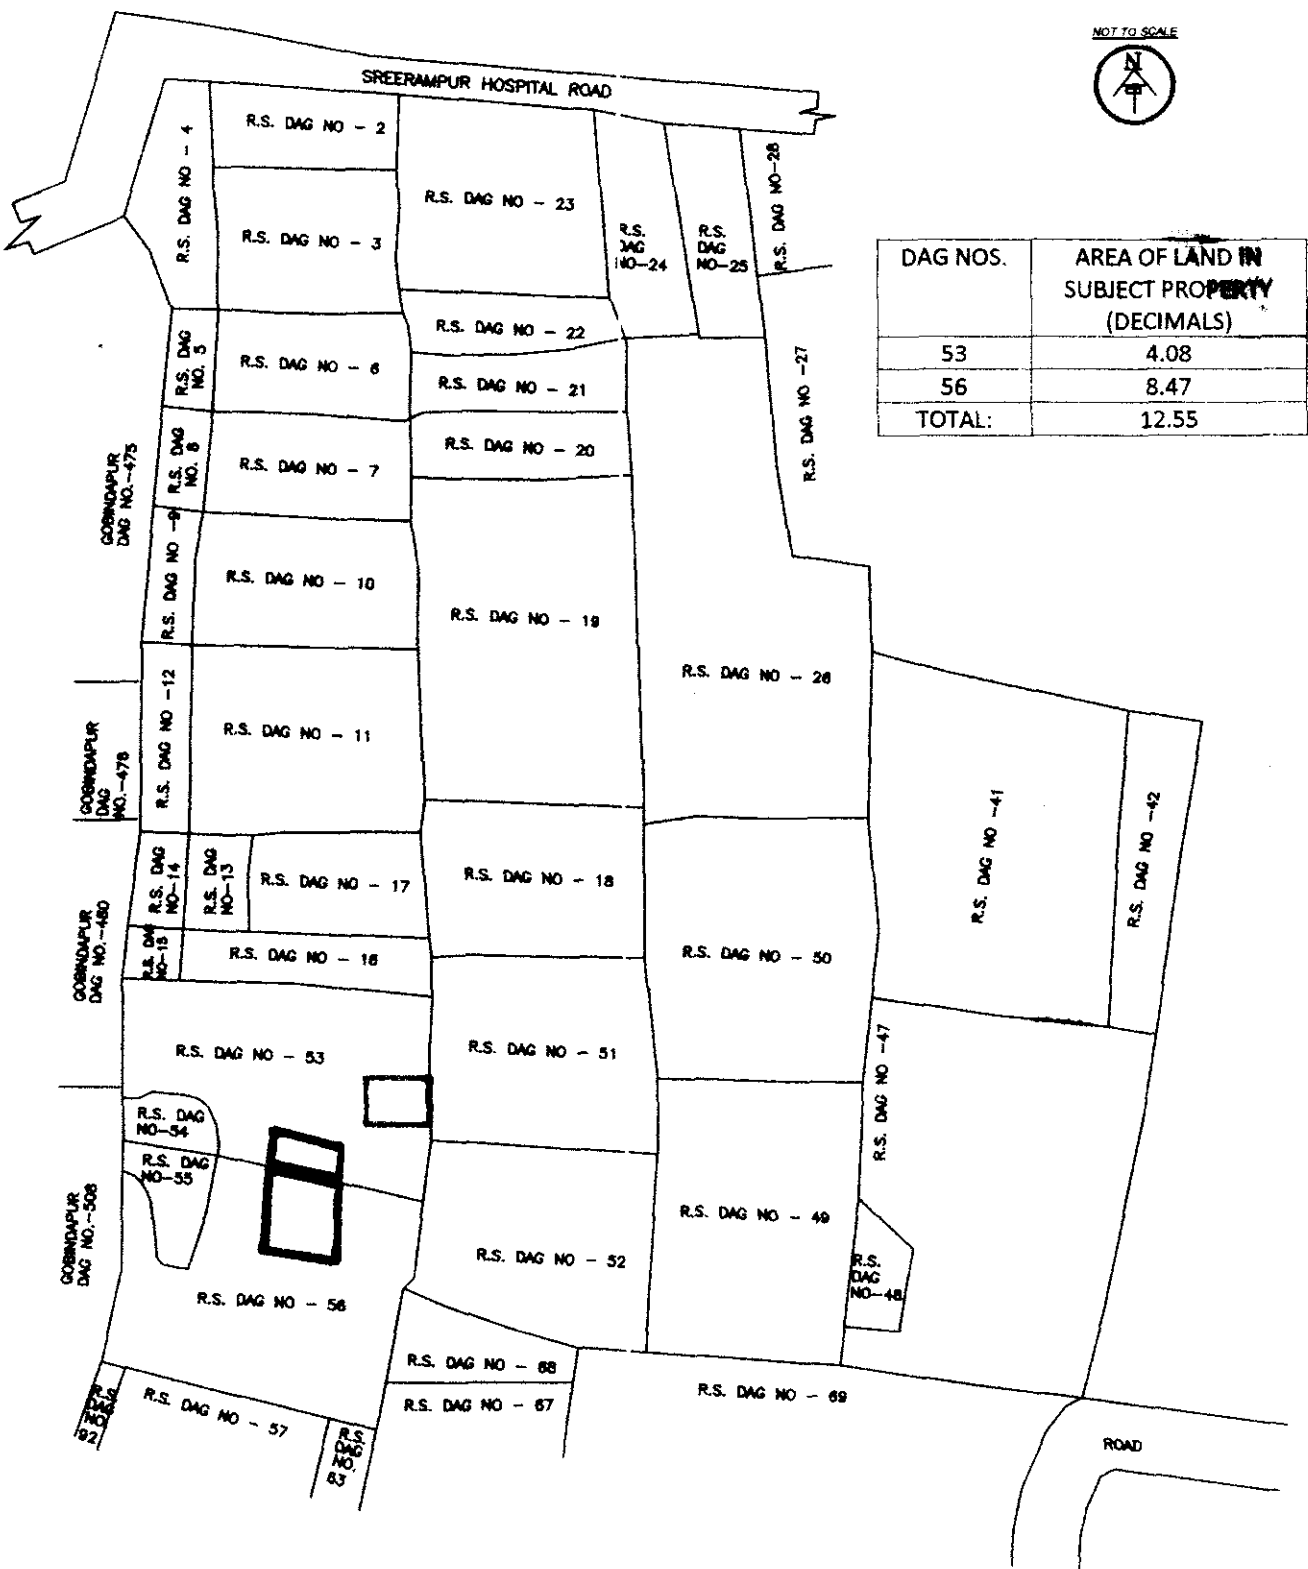 NOT TO SCALE
N
SREERAMPUR HOSPITAL ROAD
R.S. DAG NO - 4
R.S. DAG NO - 2
R.S. DAG NO - 3
R.S. DAG NO - 23
R.S.
DAG
NO-24
R.S.
DAG
NO-25
R.S. DAG NO-28
DAG NOS.
AREA OF LAND IN
SUBJECT PROPERTY
(DECIMALS)
53
4.08
56
8.47
TOTAL:
12.55
R.S. DAG
NO. 5
R.S. DAG NO - 6
R.S. DAG NO - 22
R.S. DAG NO - 21
R.S. DAG NO -27
GOBINDAPUR
DAG NO.-475
R.S. DAG
NO. 8
R.S. DAG NO - 7
R.S. DAG NO - 20
R.S. DAG NO -9
R.S. DAG NO - 10
R.S. DAG NO - 19
R.S. DAG NO - 26
GOBINDAPUR
DAG
NO.-478
R.S. DAG NO -12
R.S. DAG NO - 11
R.S. DAG NO -41
R.S. DAG NO -42
R.S. DAG
NO-14
R.S. DAG
NO-13
R.S. DAG NO - 17
R.S. DAG NO - 18
GOBINDAPUR
DAG NO.-480
R.S. DAG
NO-15
R.S. DAG NO - 16
R.S. DAG NO - 50
R.S. DAG NO - 53
R.S. DAG NO - 51
R.S. DAG NO -47
R.S. DAG
NO-54
R.S. DAG
NO-55
GOBINDAPUR
DAG NO.-508
R.S. DAG NO - 49
R.S. DAG NO - 52
R.S.
DAG
NO-48
R.S. DAG NO - 56
R.S. DAG NO - 68
R.S. DAG NO - 67
R.S. DAG NO - 69
R.S.
DAG
NO.
92
R.S. DAG NO - 57
R.S.
DAG
NO.
63
ROAD